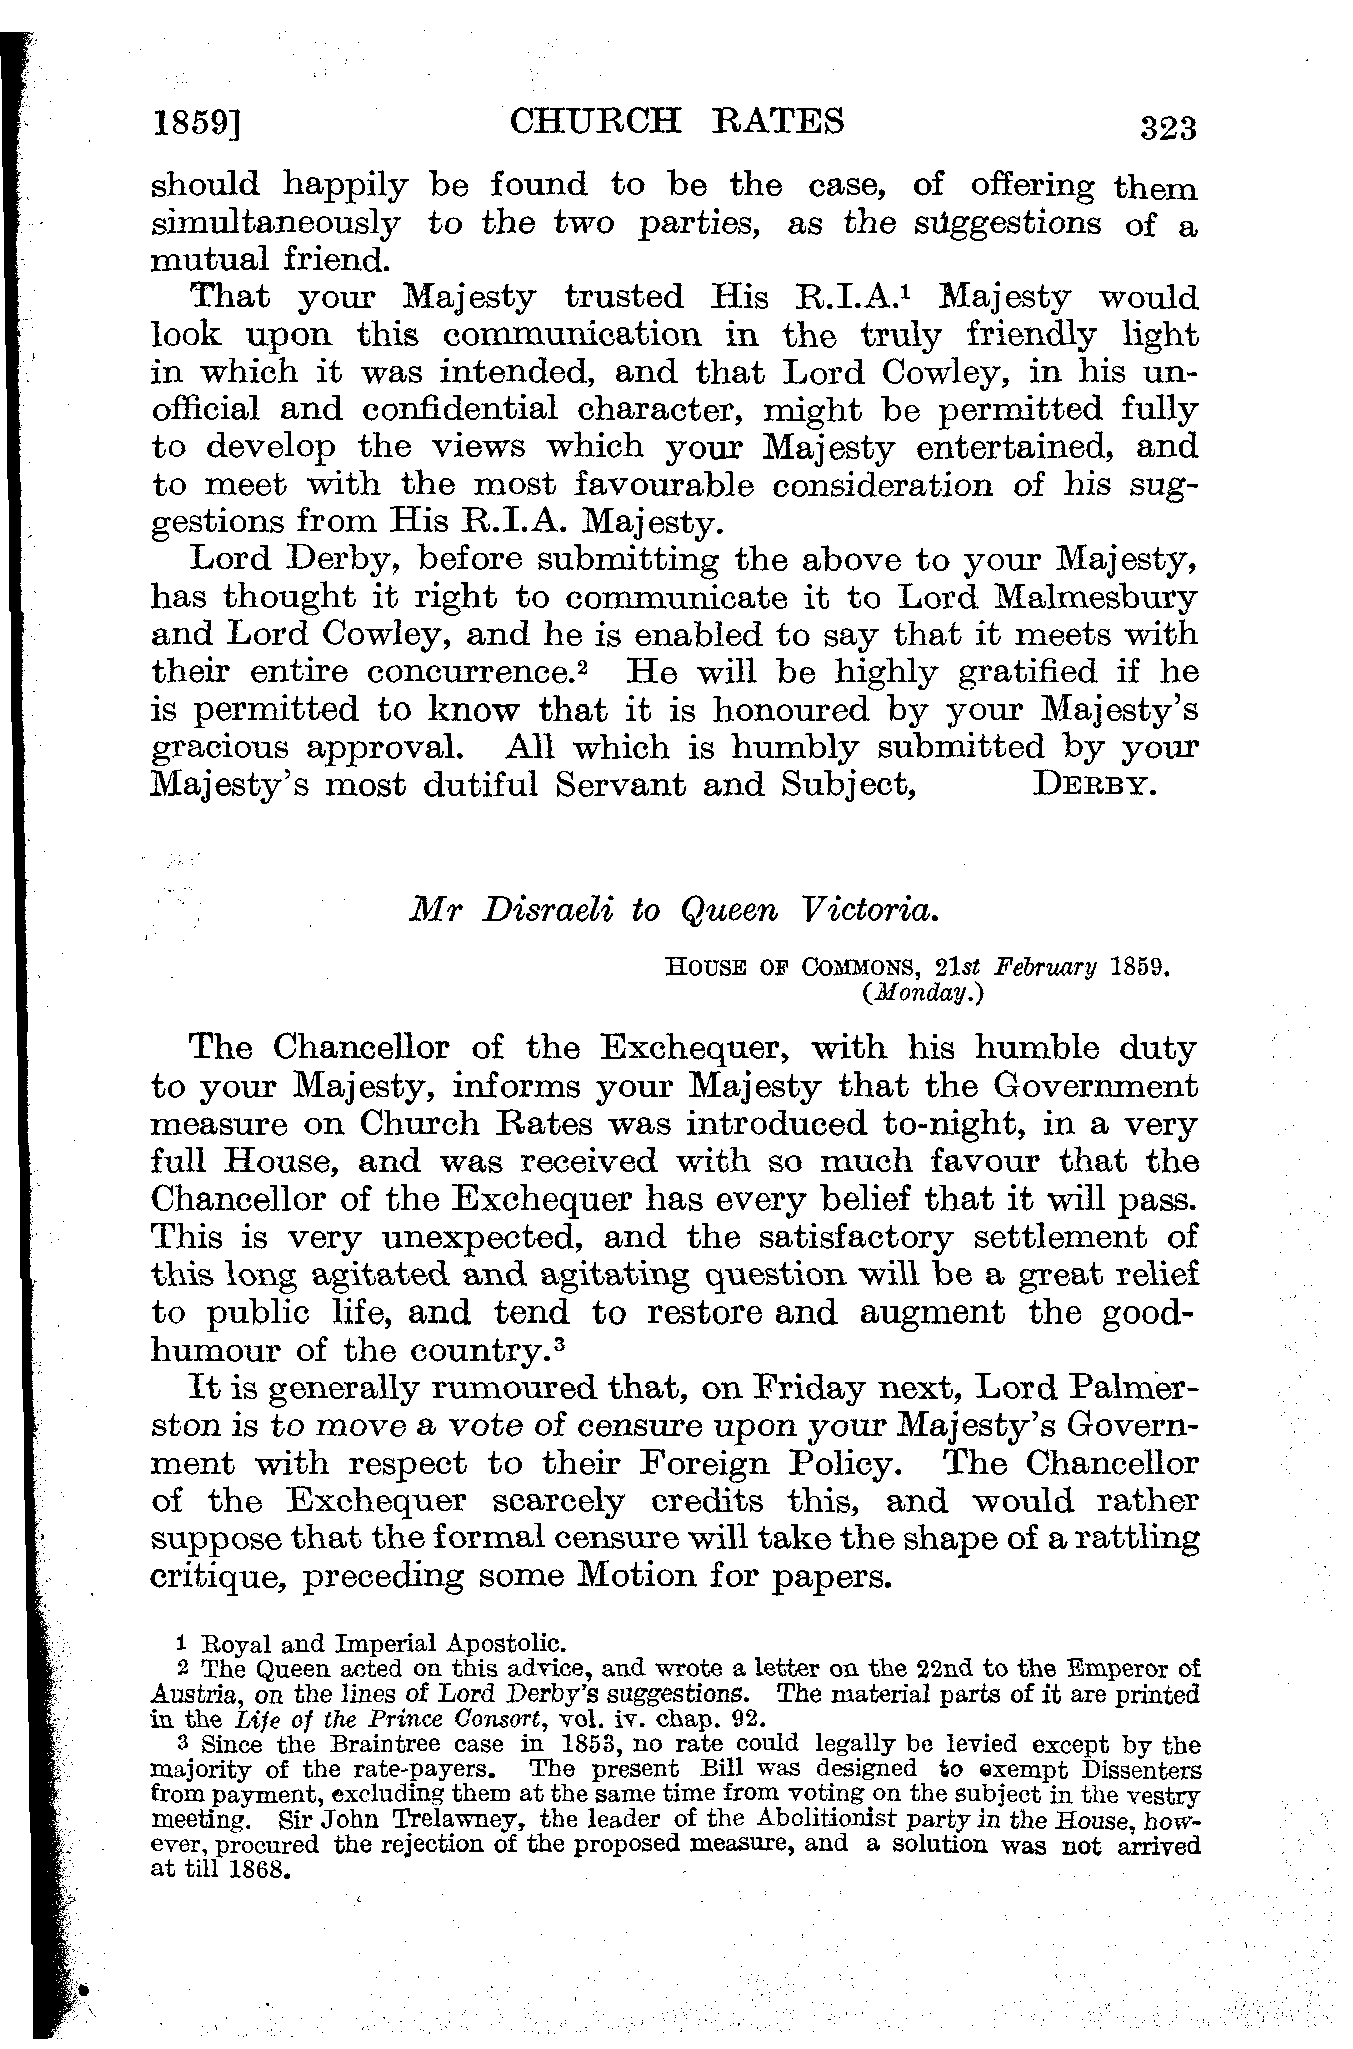 1859] CHURCH RATES 323
should happily be found to be the case, of offering them
simultaneously to the two parties, as the suggestions of a
mutual friend.
That your Majesty trusted His R.I.A.¹ Majesty would
look upon this communication in the truly friendly light
in which it was intended, and that Lord Cowley, in his un-
official and confidential character, might be permitted fully
to develop the views which your Majesty entertained, and
to meet with the most favourable consideration of his sug-
gestions from His R.I.A. Majesty.
Lord Derby, before submitting the above to your Majesty,
has thought it right to communicate it to Lord Malmesbury
and Lord Cowley, and he is enabled to say that it meets with
their entire concurrence.² He will be highly gratified if he
is permitted to know that it is honoured by your Majesty's
gracious approval. All which is humbly submitted by your
Majesty's most dutiful Servant and Subject, DERBY.
Mr Disraeli to Queen Victoria.
HOUSE OF COMMONS, 21st February 1859.
(Monday.)
The Chancellor of the Exchequer, with his humble duty
to your Majesty, informs your Majesty that the Government
measure on Church Rates was introduced to-night, in a very
full House, and was received with so much favour that the
Chancellor of the Exchequer has every belief that it will pass.
This is very unexpected, and the satisfactory settlement of
this long agitated and agitating question will be a great relief
to public life, and tend to restore and augment the good-
humour of the country.³
It is generally rumoured that, on Friday next, Lord Palmer-
ston is to move a vote of censure upon your Majesty's Govern-
ment with respect to their Foreign Policy. The Chancellor
of the Exchequer scarcely credits this, and would rather
suppose that the formal censure will take the shape of a rattling
critique, preceding some Motion for papers.
1 Royal and Imperial Apostolic.
2 The Queen acted on this advice, and wrote a letter on the 22nd to the Emperor of
Austria, on the lines of Lord Derby's suggestions. The material parts of it are printed
in the Life of the Prince Consort, vol. iv. chap. 92.
3 Since the Braintree case in 1853, no rate could legally be levied except by the
majority of the rate-payers. The present Bill was designed to exempt Dissenters
from payment, excluding them at the same time from voting on the subject in the vestry
meeting. Sir John Trelawney, the leader of the Abolitionist party in the House, how-
ever, procured the rejection of the proposed measure, and a solution was not arrived
at till 1868.